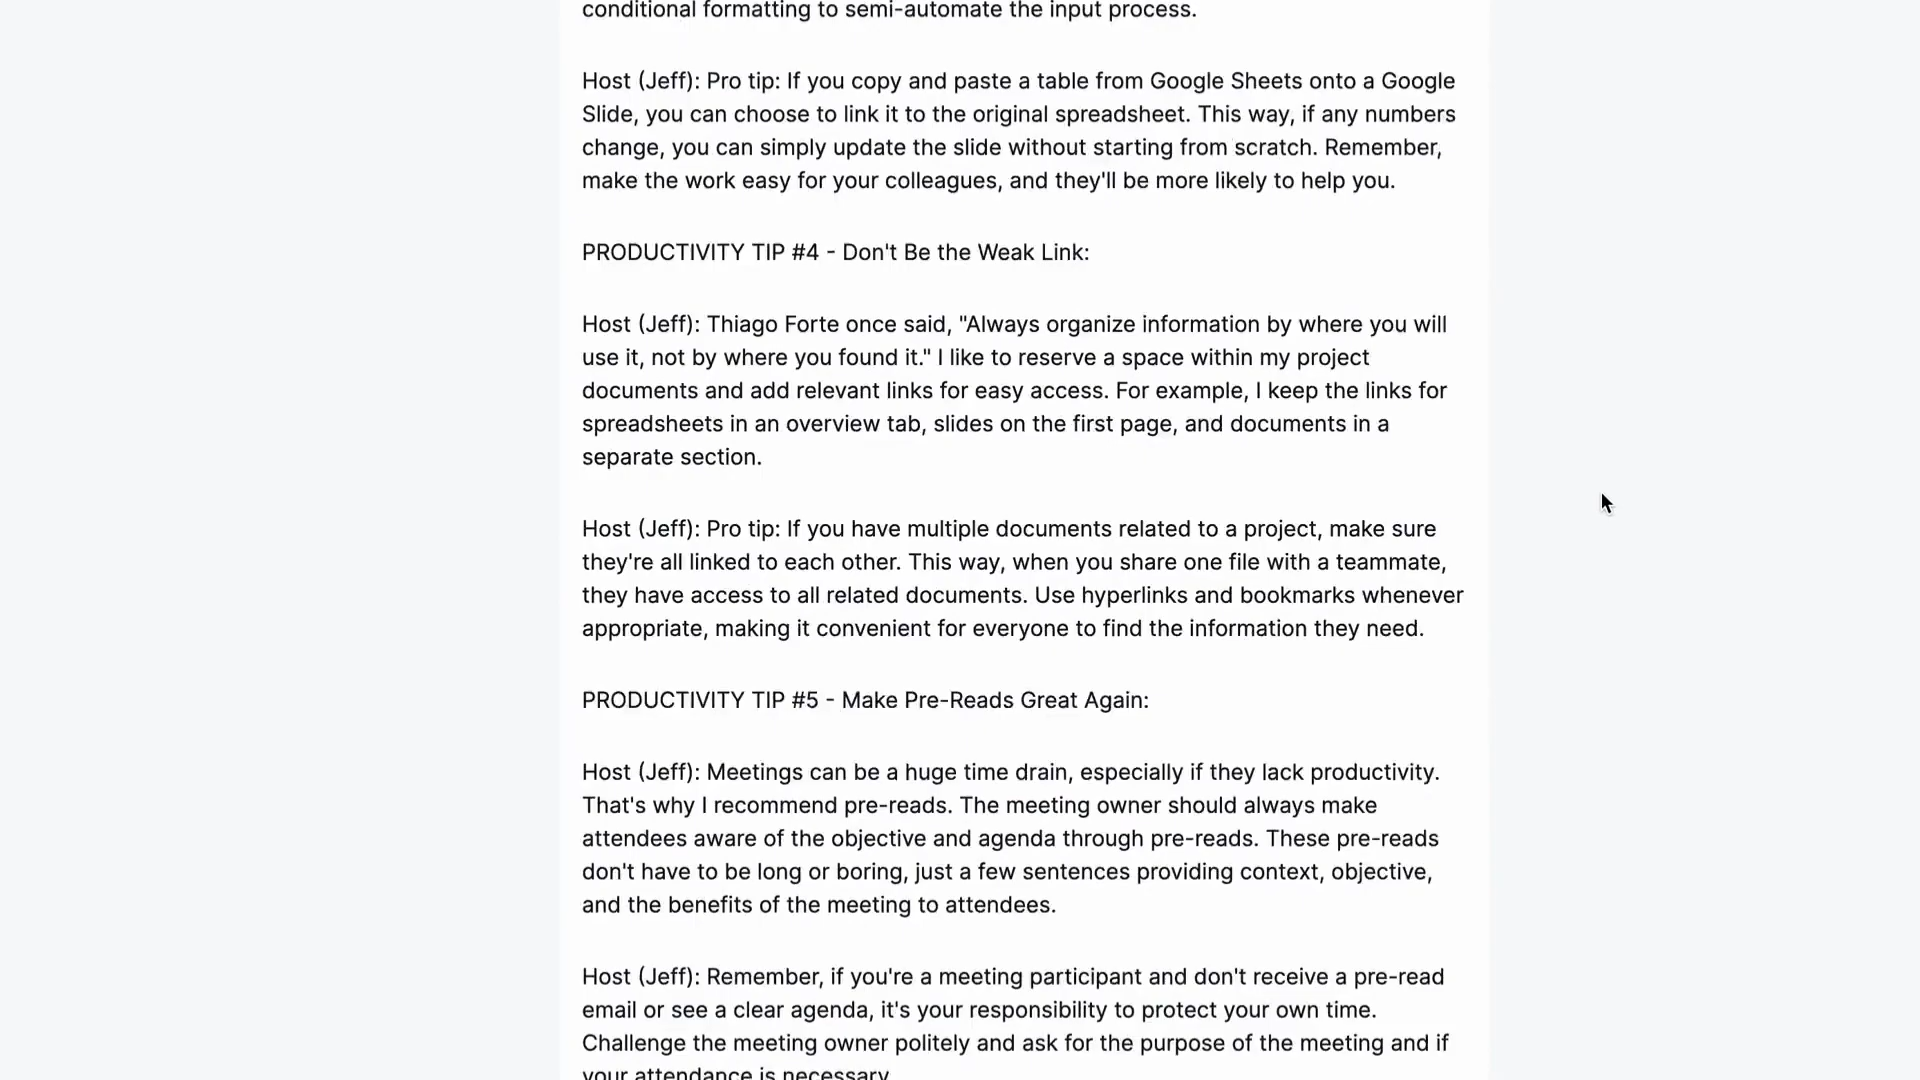 conditional formatting to semi-automate the input process.
Host (Jeff): Pro tip: If you copy and paste a table from Google Sheets onto a Google
Slide, you can choose to link it to the original spreadsheet. This way, if any numbers
change, you can simply update the slide without starting from scratch. Remember,
make the work easy for your colleagues, and they'll be more likely to help you.
PRODUCTIVITY TIP #4 - Don't Be the Weak Link:
Host (Jeff): Thiago Forte once said, "Always organize information by where you will
use it, not by where you found it." I like to reserve a space within my project
documents and add relevant links for easy access. For example, I keep the links for
spreadsheets in an overview tab, slides on the first page, and documents in a
separate section.
Host (Jeff): Pro tip: If you have multiple documents related to a project, make sure
they're all linked to each other. This way, when you share one file with a teammate,
they have access to all related documents. Use hyperlinks and bookmarks whenever
appropriate, making it convenient for everyone to find the information they need.
PRODUCTIVITY TIP #5 - Make Pre-Reads Great Again:
Host (Jeff): Meetings can be a huge time drain, especially if they lack productivity.
That's why I recommend pre-reads. The meeting owner should always make
attendees aware of the objective and agenda through pre-reads. These pre-reads
don't have to be long or boring, just a few sentences providing context, objective,
and the benefits of the meeting to attendees.
Host (Jeff): Remember, if you're a meeting participant and don't receive a pre-read
email or see a clear agenda, it's your responsibility to protect your own time.
Challenge the meeting owner politely and ask for the purpose of the meeting and if
your attendance is necessary.